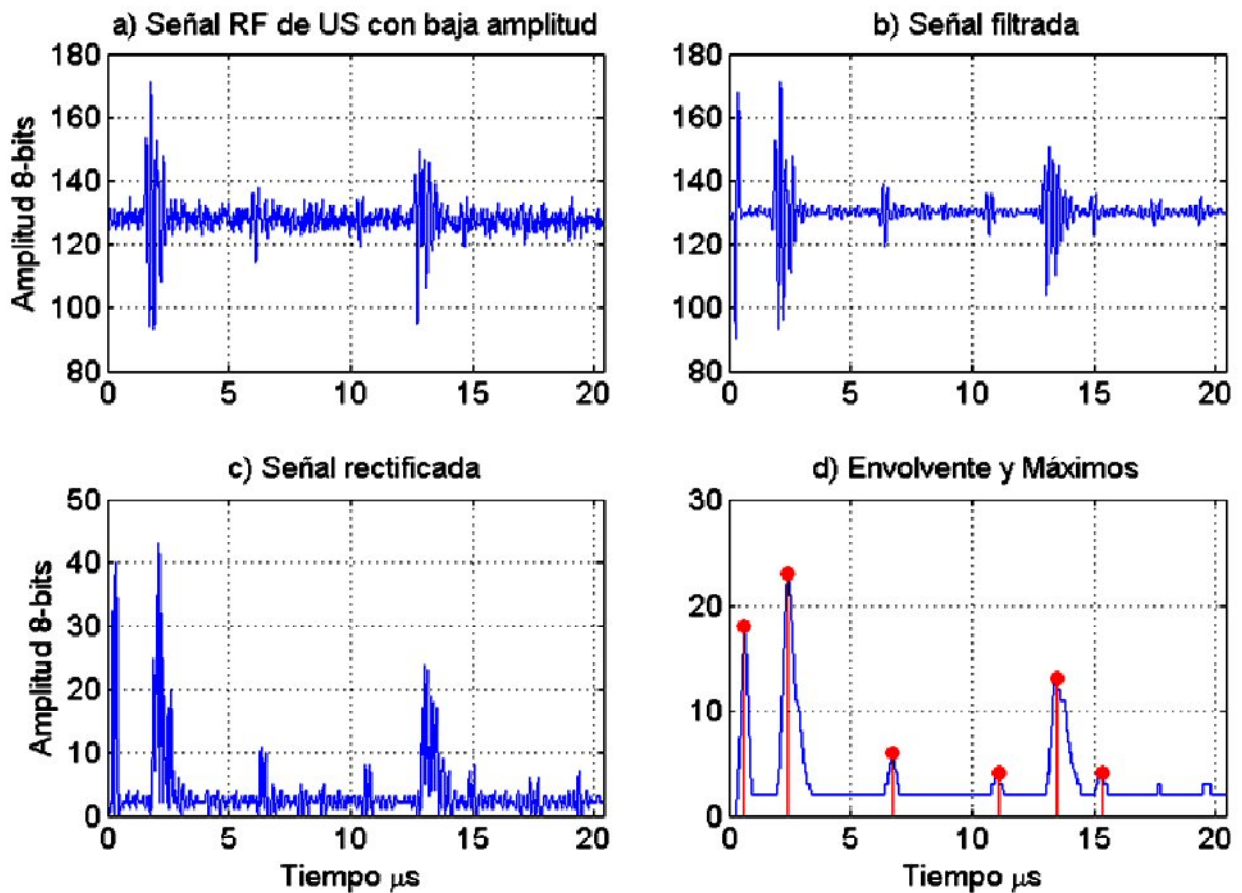 a) Señal RF de US con baja amplitud
180
160
140
120
100
80
0 5 10 15 20
Amplitud 8-bits
b) Señal filtrada
180
160
140
120
100
80
0 5 10 15 20
c) Señal rectificada
50
40
30
20
10
0
0 5 10 15 20
Amplitud 8-bits
Tiempo μs
d) Envolvente y Máximos
30
20
10
0
0 5 10 15 20
Tiempo μs